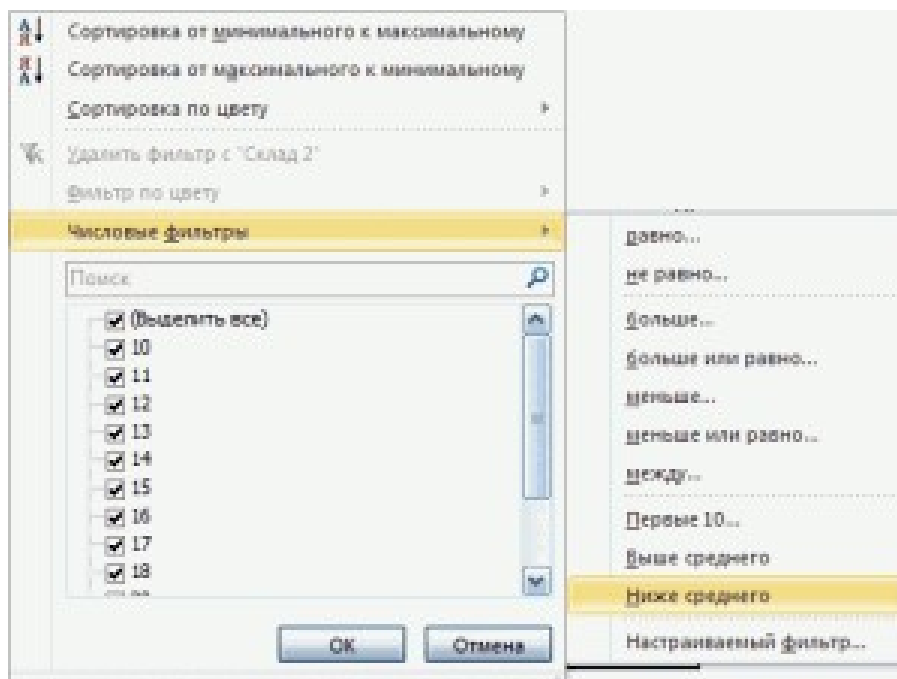 Сортировка от минимального к максимальному
Сортировка от максимального к минимальному
Сортировка по цвету
Удалить фильтр с "Склад 2"
Фильтр по цвету
Числовые фильтры
Поиск
(Выделить все)
10
11
12
13
14
15
16
17
18
ОК
Отмена
равно...
не равно...
больше...
больше или равно...
меньше...
меньше или равно...
между...
Первые 10...
Выше среднего
Ниже среднего
Настраиваемый фильтр...